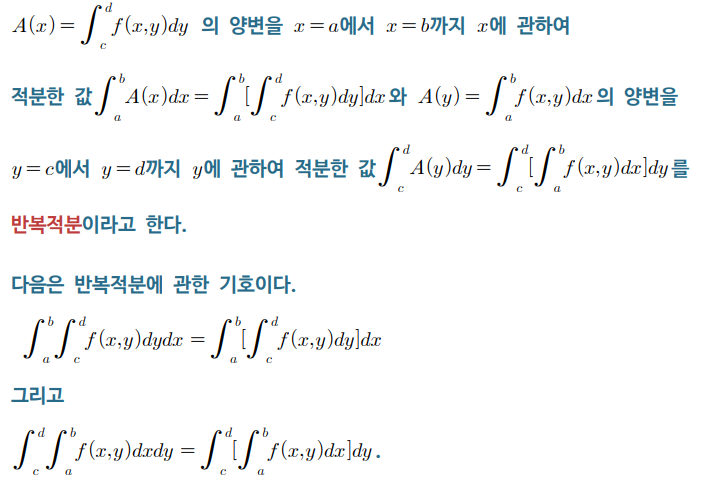 $A(x)=\int_c^d f(x,y)dy$ 의 양변을 $x=a$에서 $x=b$까지 $x$에 관하여
적분한 값 $\int_a^b A(x)dx=\int_a^b[\int_c^d f(x,y)dy]dx$와 $A(y)=\int_a^b f(x,y)dx$의 양변을
$y=c$에서 $y=d$까지 $y$에 관하여 적분한 값 $\int_c^d A(y)dy=\int_c^d[\int_a^b f(x,y)dx]dy$를
반복적분이라고 한다.
다음은 반복적분에 관한 기호이다.
$\int_a^b\int_c^d f(x,y)dydx=\int_a^b[\int_c^d f(x,y)dy]dx$
그리고
$\int_c^d\int_a^b f(x,y)dxdy=\int_c^d[\int_a^b f(x,y)dx]dy.$